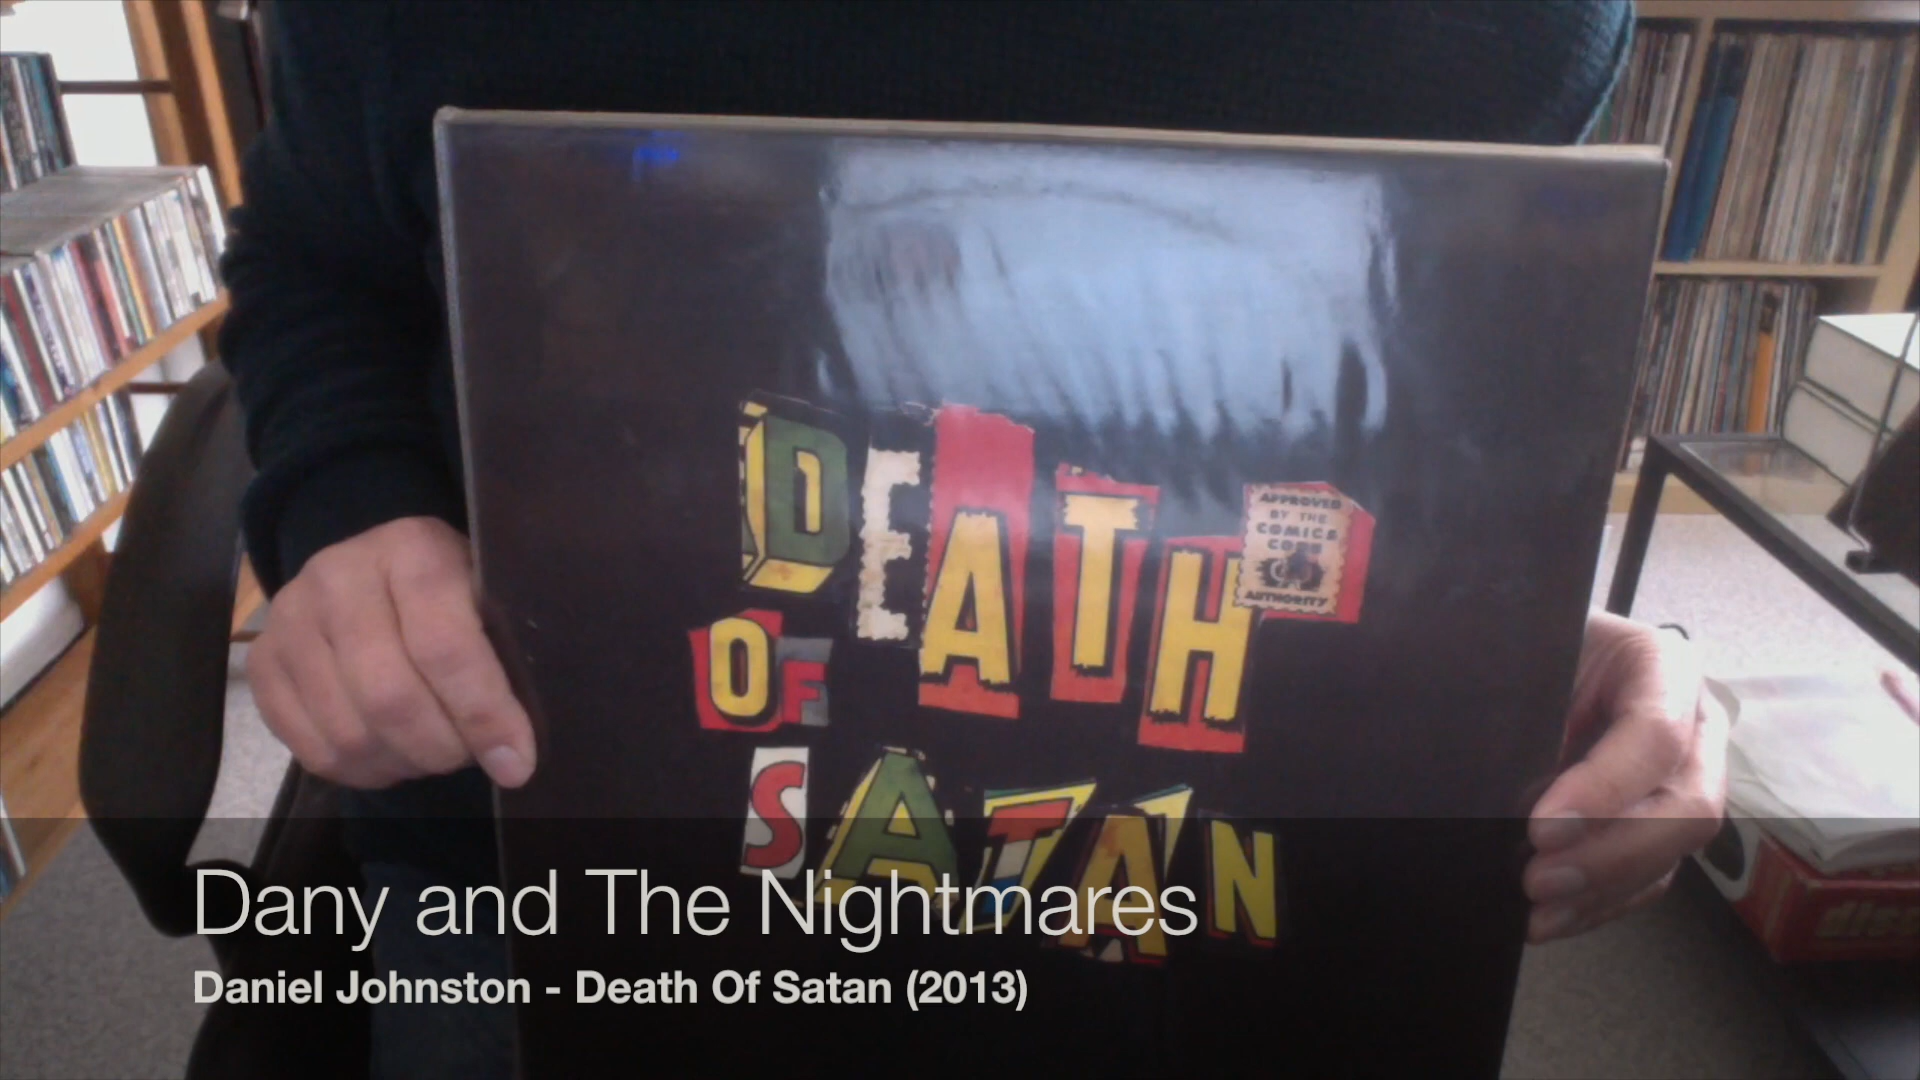 DEATH
APPROVED
BY THE
COMICS
CODE
AUTHORITY
OF
SATAN
Dany and The Nightmares
Daniel Johnston - Death Of Satan (2013)